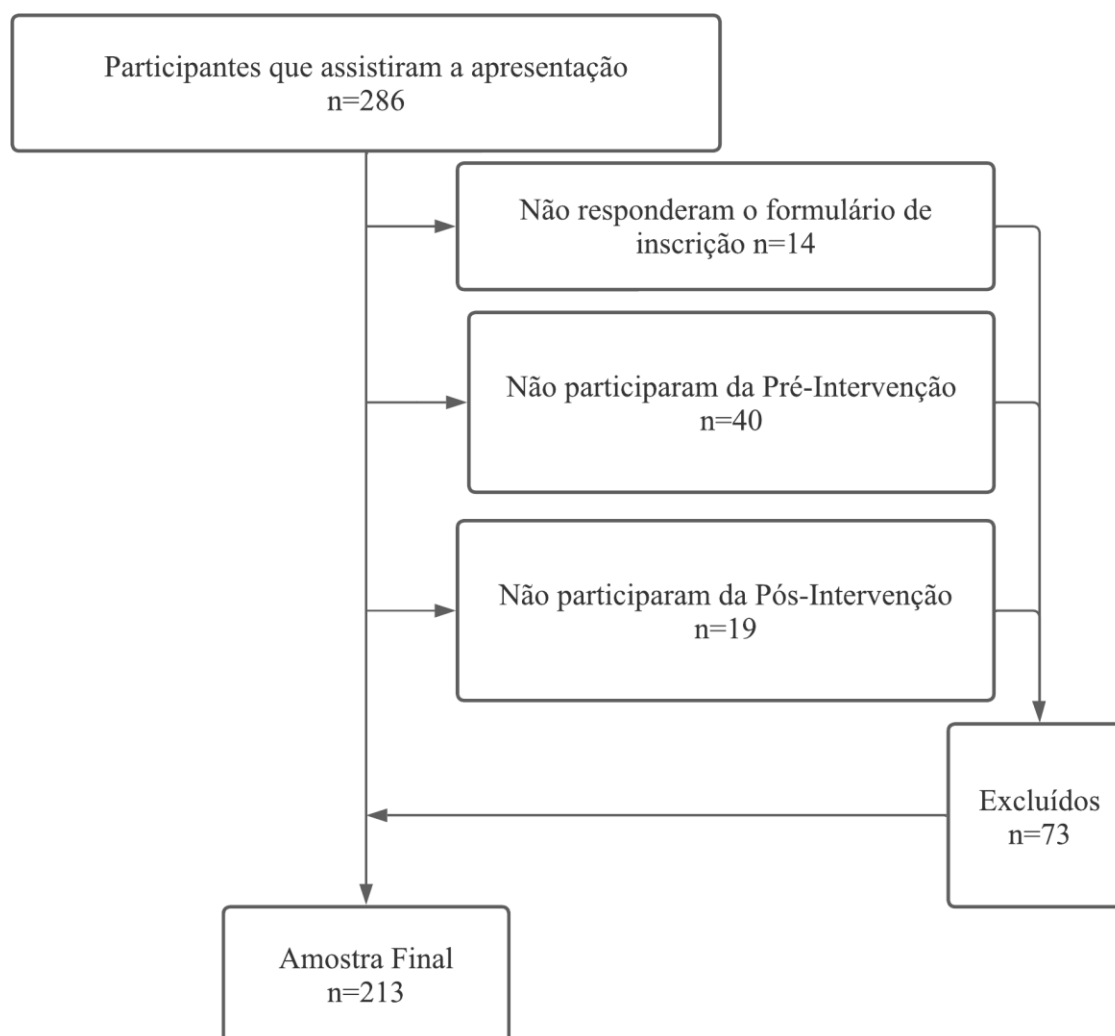 Participantes que assistiram a apresentação
n=286
Não responderam o formulário de
inscrição n=14
Não participaram da Pré-Intervenção
n=40
Não participaram da Pós-Intervenção
n=19
Excluídos
n=73
Amostra Final
n=213